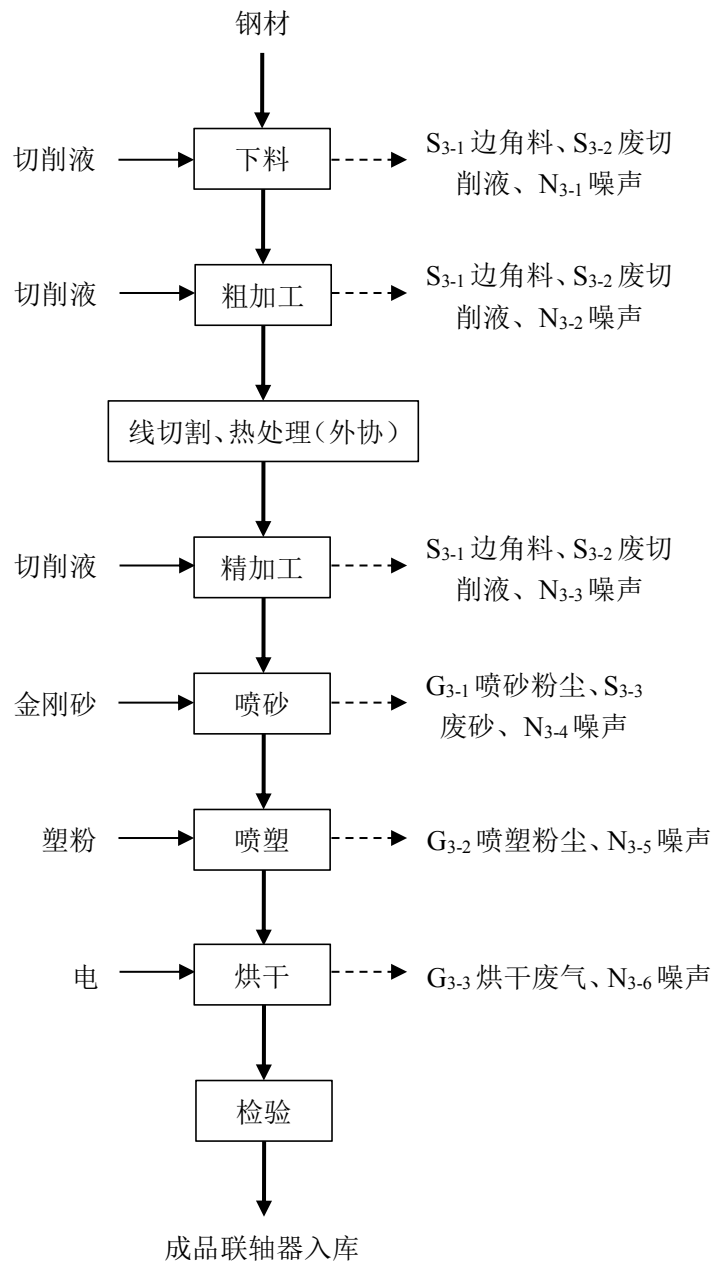 钢材
切削液
下料
S3-1 边角料、S3-2 废切
削液、N3-1 噪声
切削液
粗加工
S3-1 边角料、S3-2 废切
削液、N3-2 噪声
线切割、热处理（外协）
切削液
精加工
S3-1 边角料、S3-2 废切
削液、N3-3 噪声
金刚砂
喷砂
G3-1 喷砂粉尘、S3-3
废砂、N3-4 噪声
塑粉
喷塑
G3-2 喷塑粉尘、N3-5 噪声
电
烘干
G3-3 烘干废气、N3-6 噪声
检验
成品联轴器入库